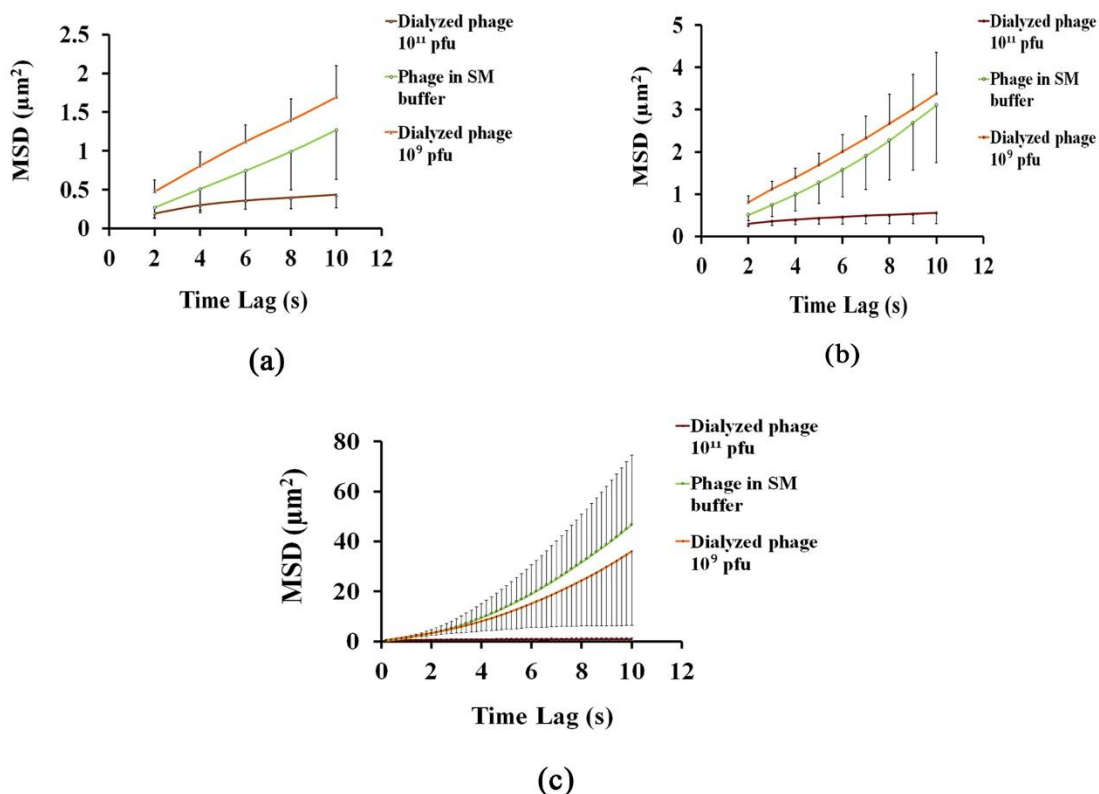 2.5
2
1.5
1
0.5
0
MSD (µm²)
0 2 4 6 8 10 12
Time Lag (s)
Dialyzed phage
10¹¹ pfu
Phage in SM
buffer
Dialyzed phage
10⁹ pfu
(a)
5
4
3
2
1
0
MSD (µm²)
0 2 4 6 8 10 12
Time Lag (s)
Dialyzed phage
10¹¹ pfu
Phage in SM
buffer
Dialyzed phage
10⁹ pfu
(b)
80
60
40
20
0
MSD (µm²)
0 2 4 6 8 10 12
Time Lag (s)
Dialyzed phage
10¹¹ pfu
Phage in SM
buffer
Dialyzed phage
10⁹ pfu
(c)